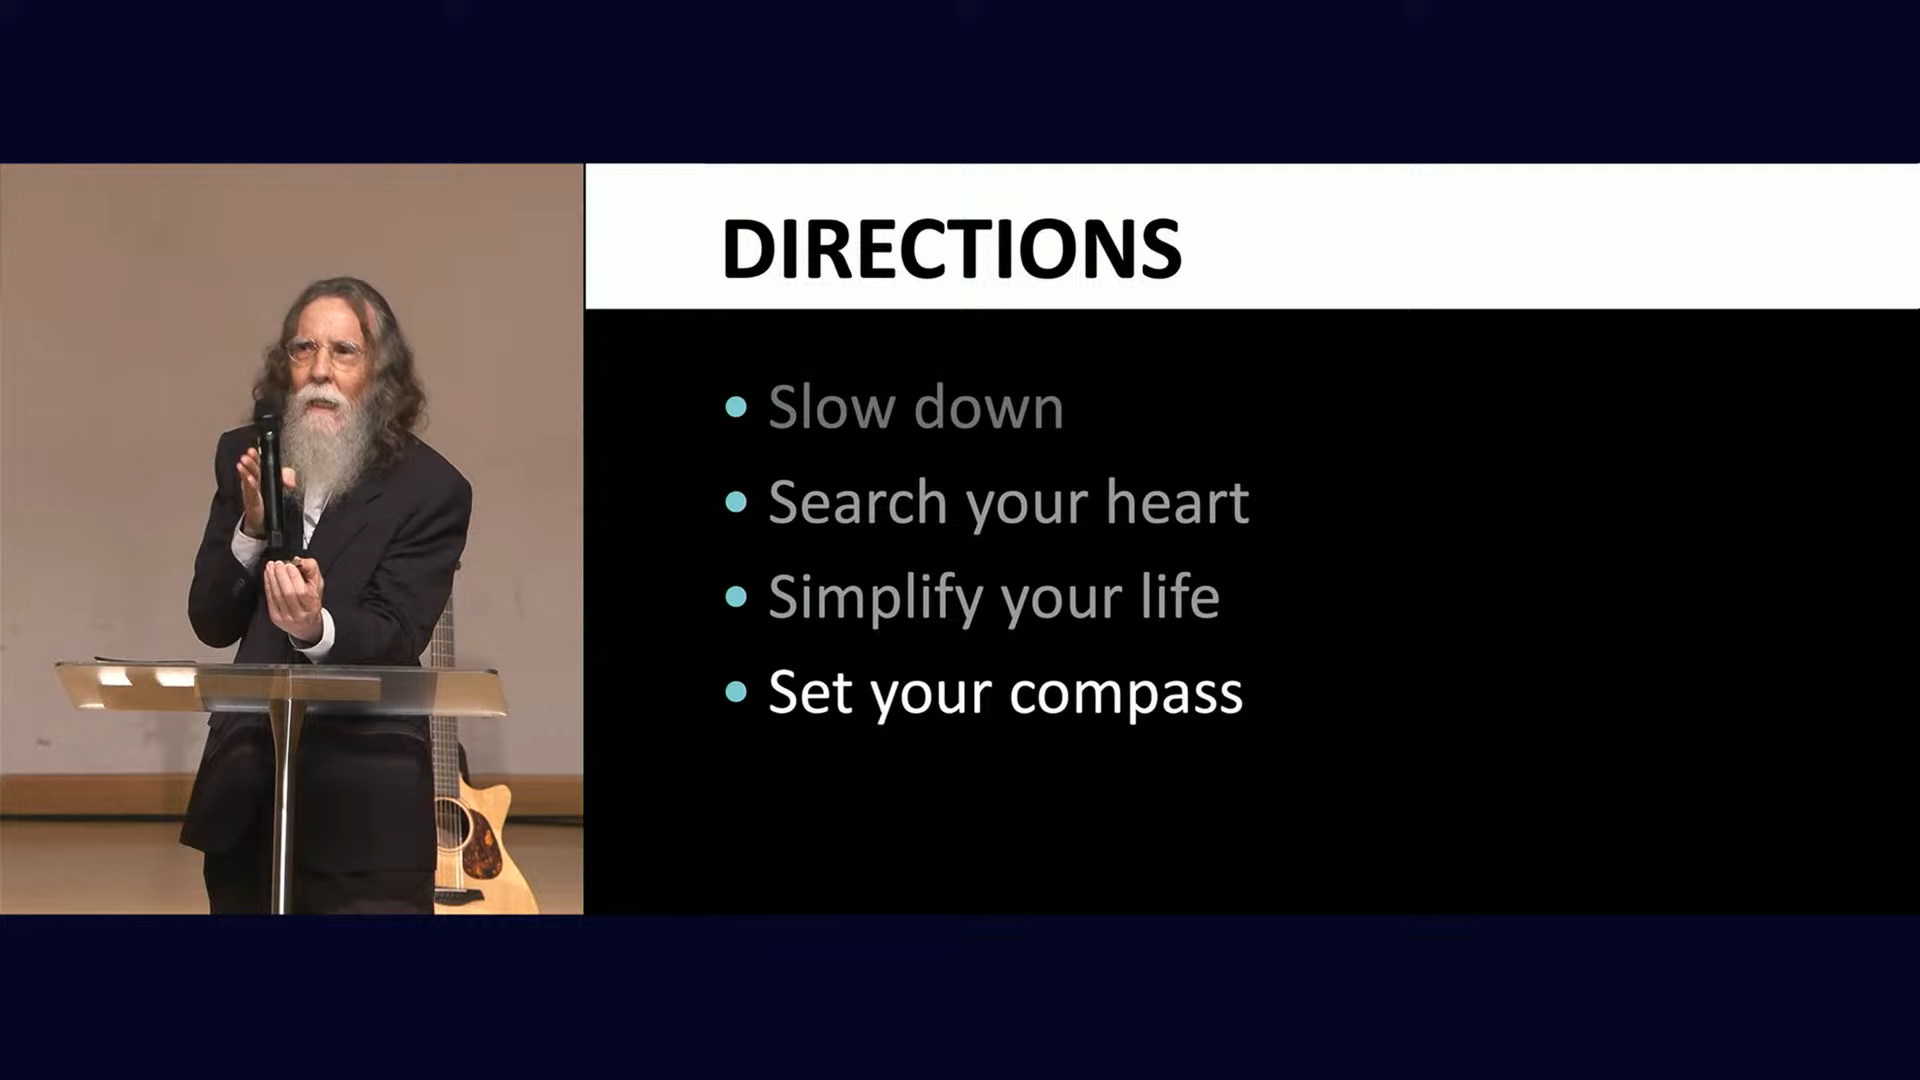 DIRECTIONS
• Slow down
• Search your heart
• Simplify your life
• Set your compass